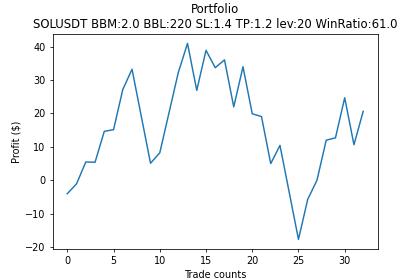 Portfolio
SOLUSDT BBM:2.0 BBL:220 SL:1.4 TP:1.2 lev:20 WinRatio:61.0
40
30
20
10
0
−10
−20
Profit ($)
0 5 10 15 20 25 30
Trade counts